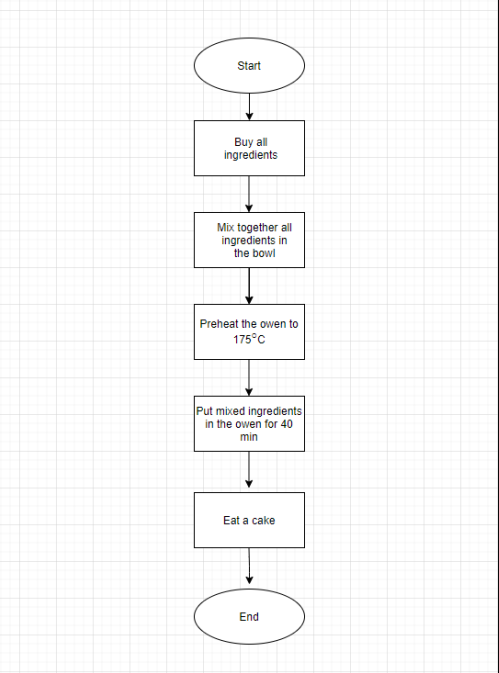 Start
Buy all
ingredients
Mix together all
ingredients in
the bowl
Preheat the owen to
175°C
Put mixed ingredients
in the owen for 40
min
Eat a cake
End